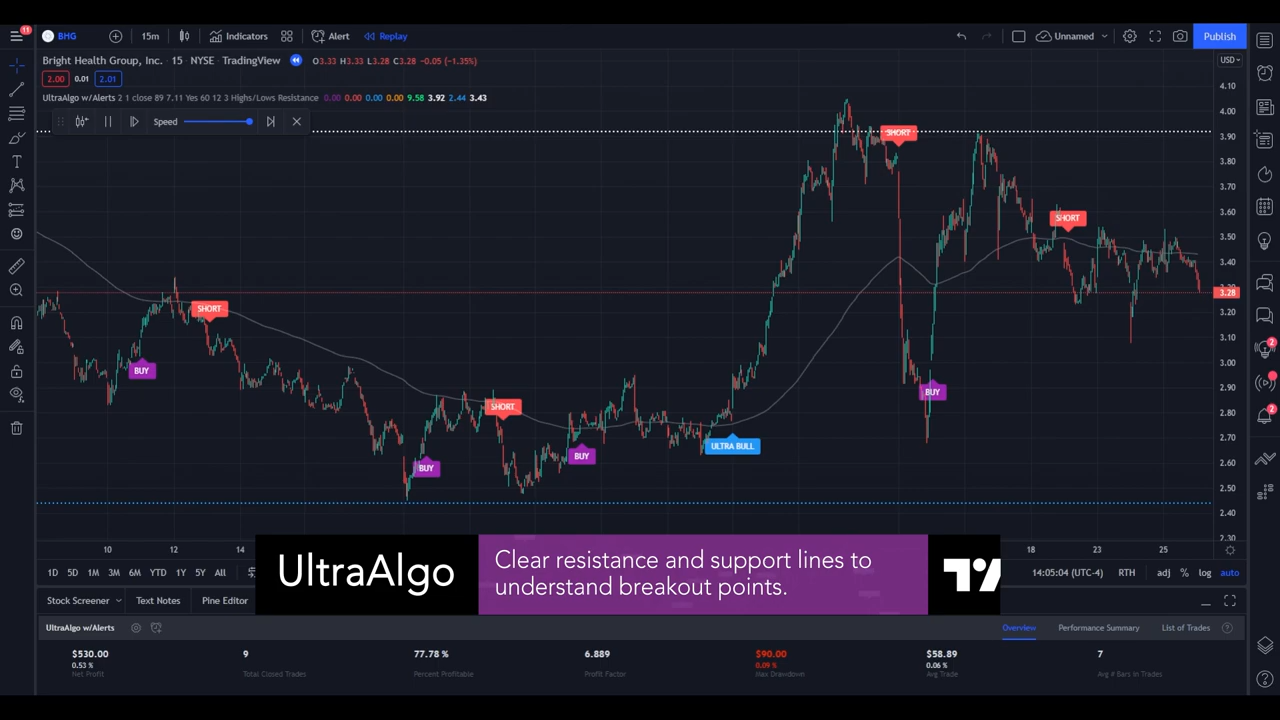 11
BHG
15m
Indicators
Alert
Replay
Unnamed
Publish
Bright Health Group, Inc. · 15 · NYSE · TradingView
O3.33 H3.33 L3.28 C3.28 -0.05 (-1.35%)
USD
2.00
0.01
2.01
UltraAlgo w/Alerts 2 1 close 89 7.11 Yes 60 12 3 Highs/Lows Resistance 0.00 0.00 0.00 0.00 9.58 3.92 2.44 3.43
Speed
4.10
4.00
3.90
3.80
3.70
3.60
3.50
3.40
3.28
3.20
3.10
3.00
2.90
2.80
2.70
2.60
2.50
2.40
2.30
SHORT
SHORT
SHORT
SHORT
BUY
BUY
BUY
BUY
ULTRA BULL
2
2
10
12
14
18
23
25
UltraAlgo
Clear resistance and support lines to
understand breakout points.
1D
5D
1M
3M
6M
YTD
1Y
5Y
All
14:05:04 (UTC-4)
RTH
adj
%
log
auto
Stock Screener
Text Notes
Pine Editor
UltraAlgo w/Alerts
Overview
Performance Summary
List of Trades
$530.00
0.53 %
Net Profit
9
Total Closed Trades
77.78 %
Percent Profitable
6.889
Profit Factor
$90.00
0.09 %
Max Drawdown
$58.89
0.06 %
Avg Trade
7
Avg # Bars In Trades